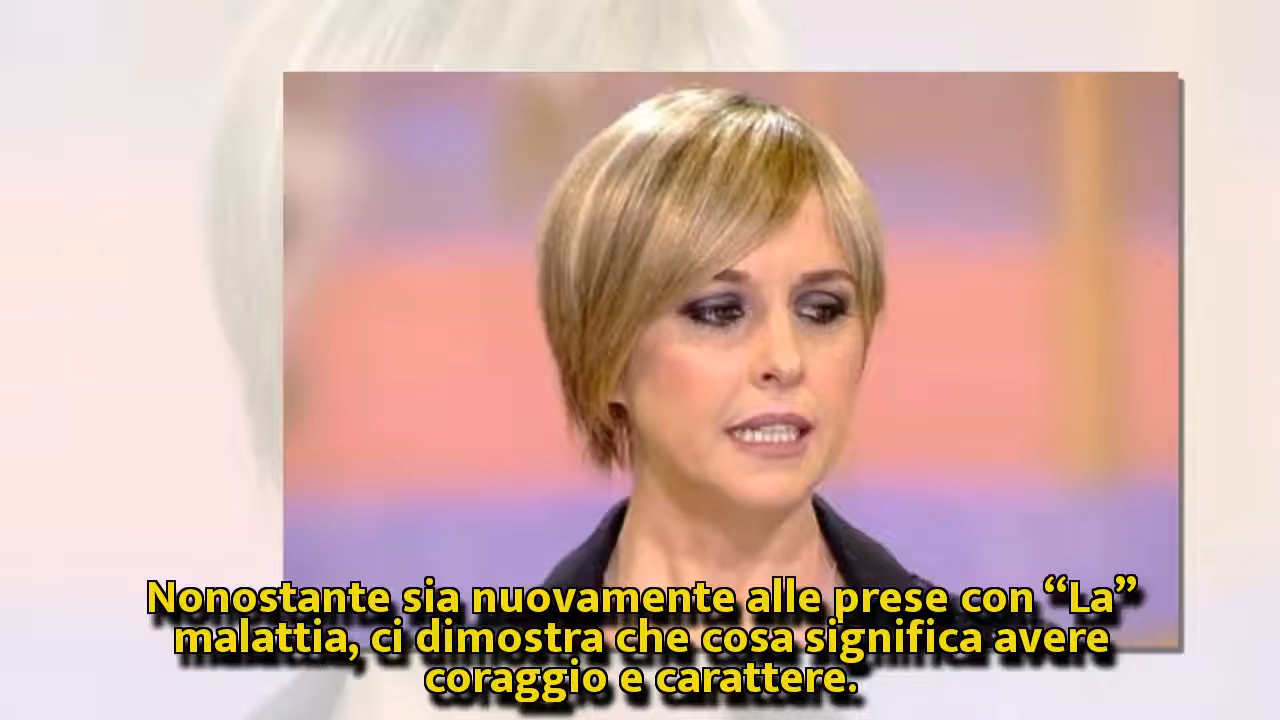 Nonostante sia nuovamente alle prese con “La”
malattia, ci dimostra che cosa significa avere
coraggio e carattere.